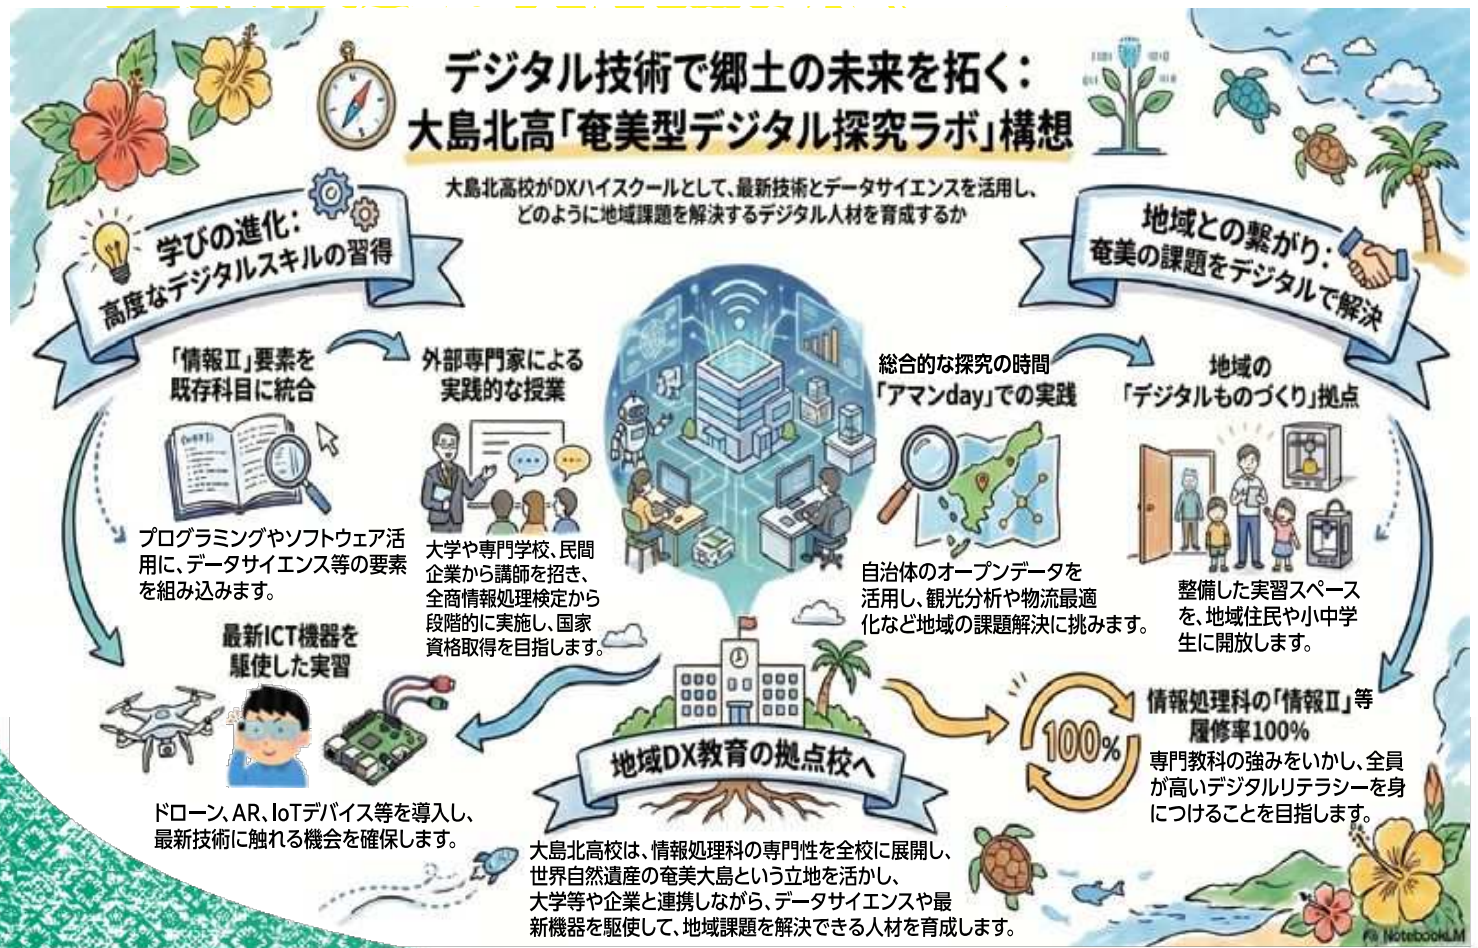 デジタル技術で郷土の未来を拓く：
大島北高「奄美型デジタル探究ラボ」構想
大島北高校がDXハイスクールとして、最新技術とデータサイエンスを活用し、
どのように地域課題を解決するデジタル人材を育成するか
学びの進化：
高度なデジタルスキルの習得
「情報Ⅱ」要素を
既存科目に統合
プログラミングやソフトウェア活
用に、データサイエンス等の要素
を組み込みます。
外部専門家による
実践的な授業
大学や専門学校、民間
企業から講師を招き、
全商情報処理検定から
段階的に実施し、国家
資格取得を目指します。
最新ICT機器を
駆使した実習
ドローン、AR、IoTデバイス等を導入し、
最新技術に触れる機会を確保します。
地域との繋がり：
奄美の課題をデジタルで解決
総合的な探究の時間
「アマンday」での実践
自治体のオープンデータを
活用し、観光分析や物流最適
化など地域の課題解決に挑みます。
地域の
「デジタルものづくり」拠点
整備した実習スペース
を、地域住民や小中学
生に開放します。
100%
情報処理科の「情報Ⅱ」等
履修率100%
専門教科の強みをいかし、全員
が高いデジタルリテラシーを身
につけることを目指します。
地域DX教育の拠点校へ
大島北高校は、情報処理科の専門性を全校に展開し、
世界自然遺産の奄美大島という立地を活かし、
大学等や企業と連携しながら、データサイエンスや最
新機器を駆使して、地域課題を解決できる人材を育成します。
NotebookLM